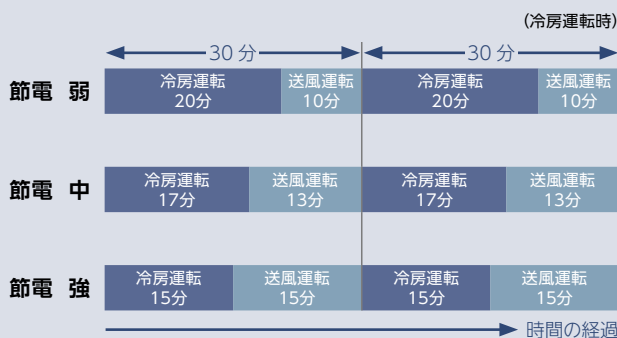 (冷房運転時)
30分 30分
節電 弱
冷房運転 送風運転 冷房運転 送風運転
20分 10分 20分 10分
節電 中
冷房運転 送風運転 冷房運転 送風運転
17分 13分 17分 13分
節電 強
冷房運転 送風運転 冷房運転 送風運転
15分 15分 15分 15分
時間の経過